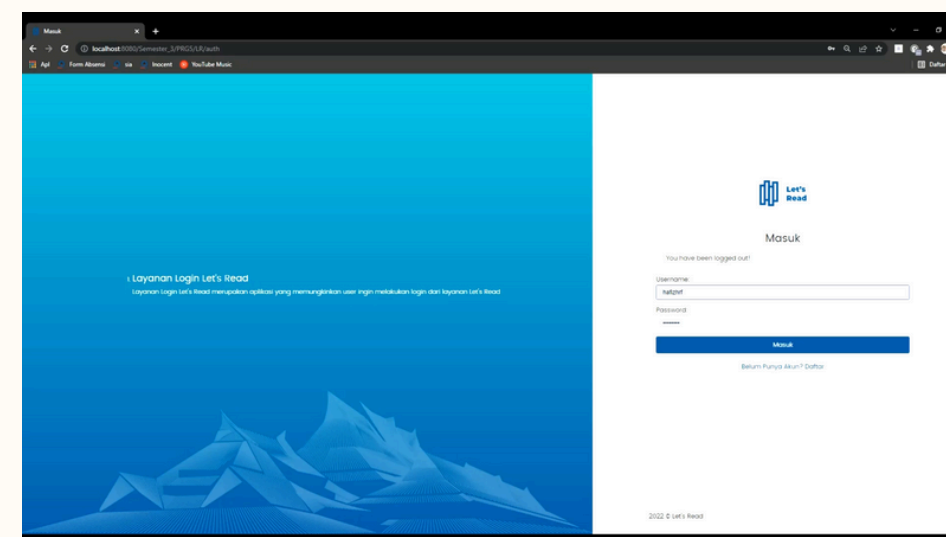 Masuk
localhost:8080/Semester_3/PRG5/LR/auth
Apl Form Absensi sia Inocent YouTube Music Daftar
Let's
Read
Masuk
You have been logged out!
Layanan Login Let's Read
Layanan Login Let's Read merupakan aplikasi yang memungkinkan user ingin melakukan login dari layanan Let's Read
Username
Password
Masuk
Belum Punya Akun? Daftar
2022 © Let's Read